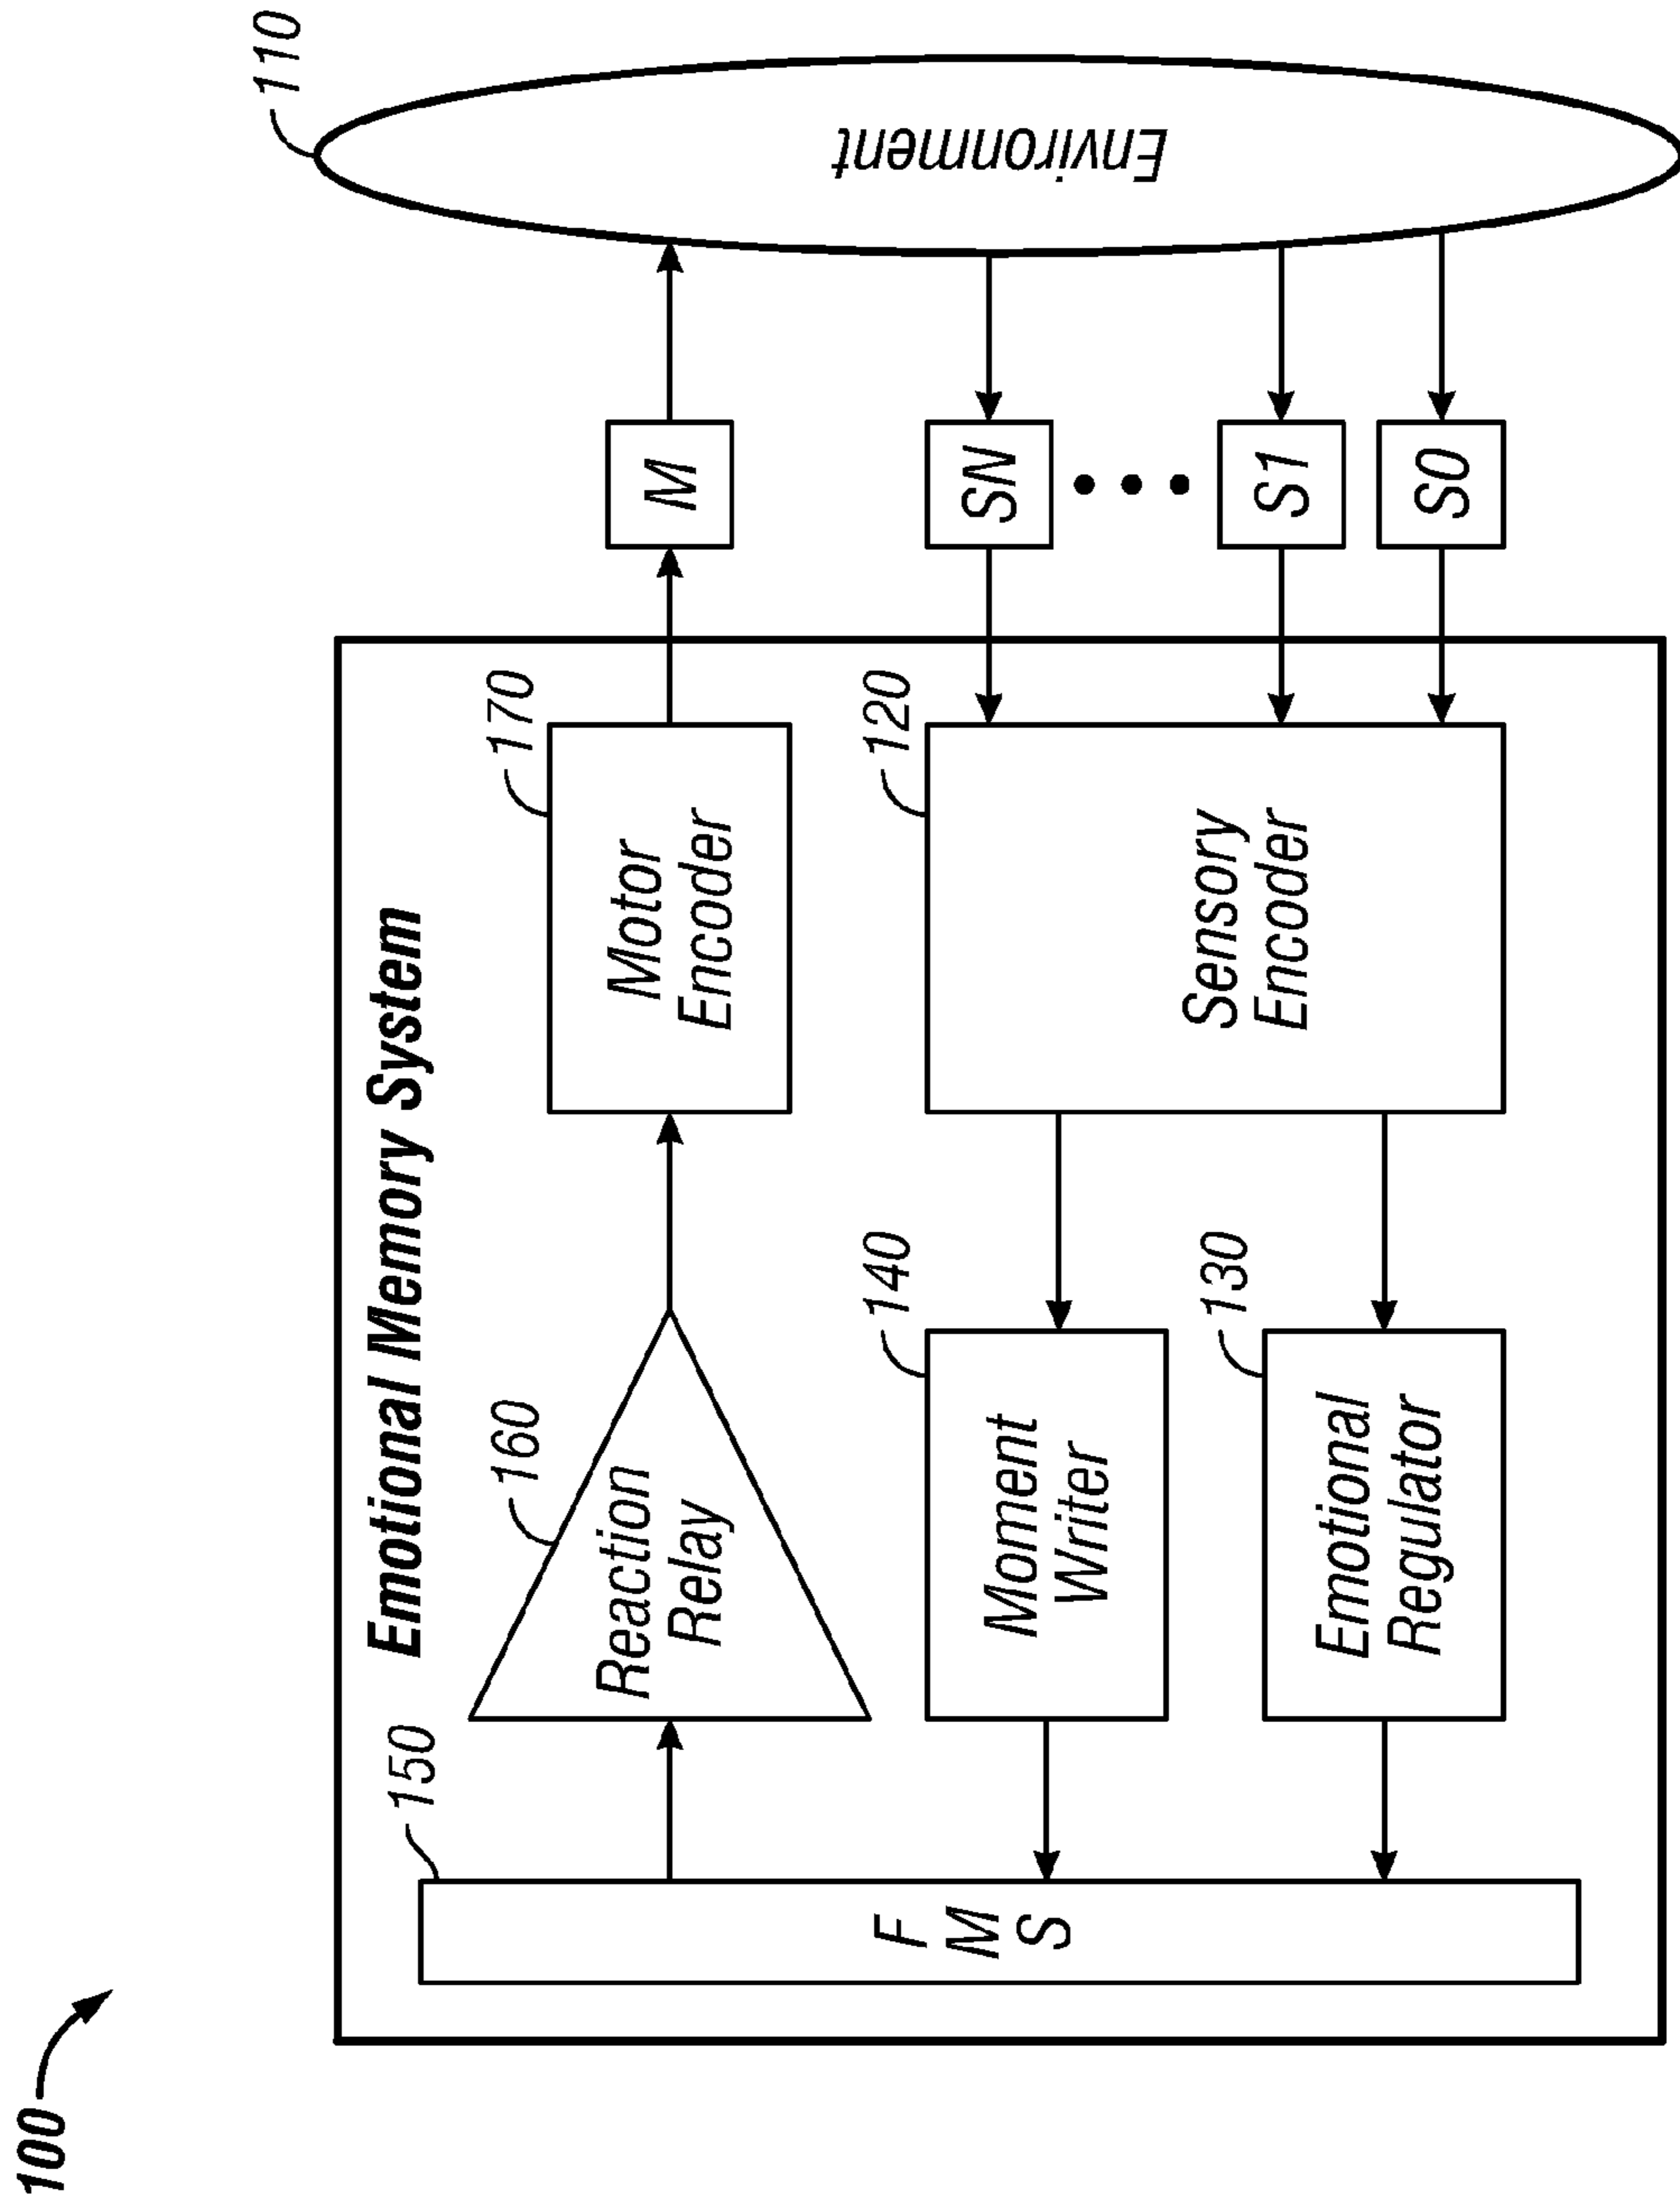 100
110
Emotional Memory System
150
160
Reaction
Relay
170
Motor
Encoder
M
Environment
F
M
S
140
Moment
Writer
120
Sensory
Encoder
SN
130
Emotional
Regulator
S1
S0